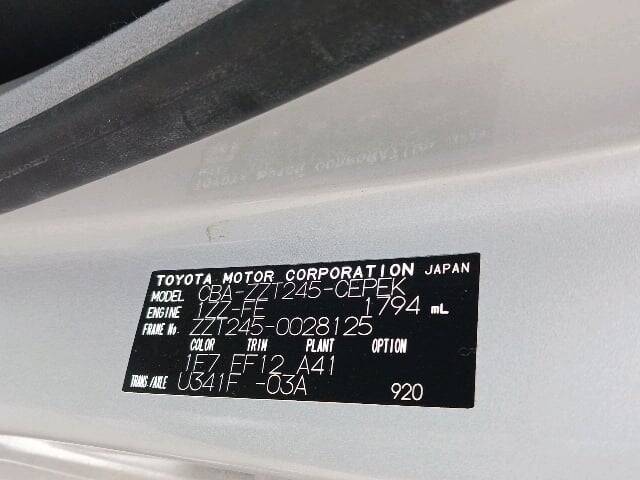 TOYOTA MOTOR CORPORATION JAPAN
MODEL CBA-ZZT245-CEPEK
ENGINE 1ZZ-FE 1794 mL
FRAME No. ZZT245-0028125
COLOR TRIM PLANT OPTION
1E7 FF12 A41
TRANS/AXLE U341F -03A
920